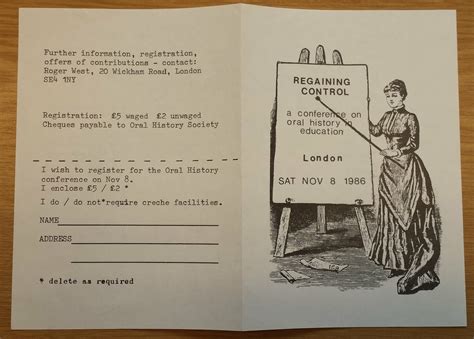 Further information, registration,
offers of contributions - contact:
Roger West, 20 Wickham Road, London
SE4 1NY
Registration: £5 waged £2 unwaged
Cheques payable to Oral History Society
I wish to register for the Oral History
conference on Nov 8.
I enclose £5 / £2 *
I do / do not*require creche facilities.
NAME
ADDRESS
* delete as required
REGAINING
CONTROL
a conference on
oral history in
education
London
SAT NOV 8 1986